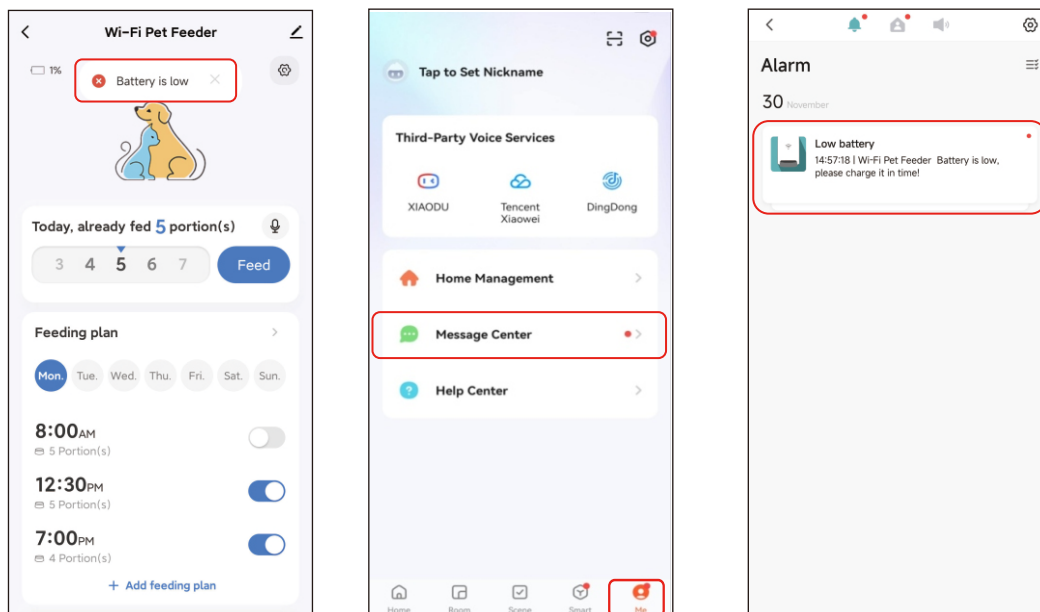 Wi-Fi Pet Feeder
1%
Battery is low
Today, already fed 5 portion(s)
3 4 5 6 7
Feed
Feeding plan
Mon. Tue. Wed. Thu. Fri. Sat. Sun.
8:00AM
5 Portion(s)
12:30PM
5 Portion(s)
7:00PM
4 Portion(s)
+ Add feeding plan
Tap to Set Nickname
Third-Party Voice Services
XIAODU
Tencent
Xiaowei
DingDong
Home Management
Message Center
Help Center
Home Room Scene Smart Me
Alarm
30 November
Low battery
14:57:18 | Wi-Fi Pet Feeder Battery is low,
please charge it in time!